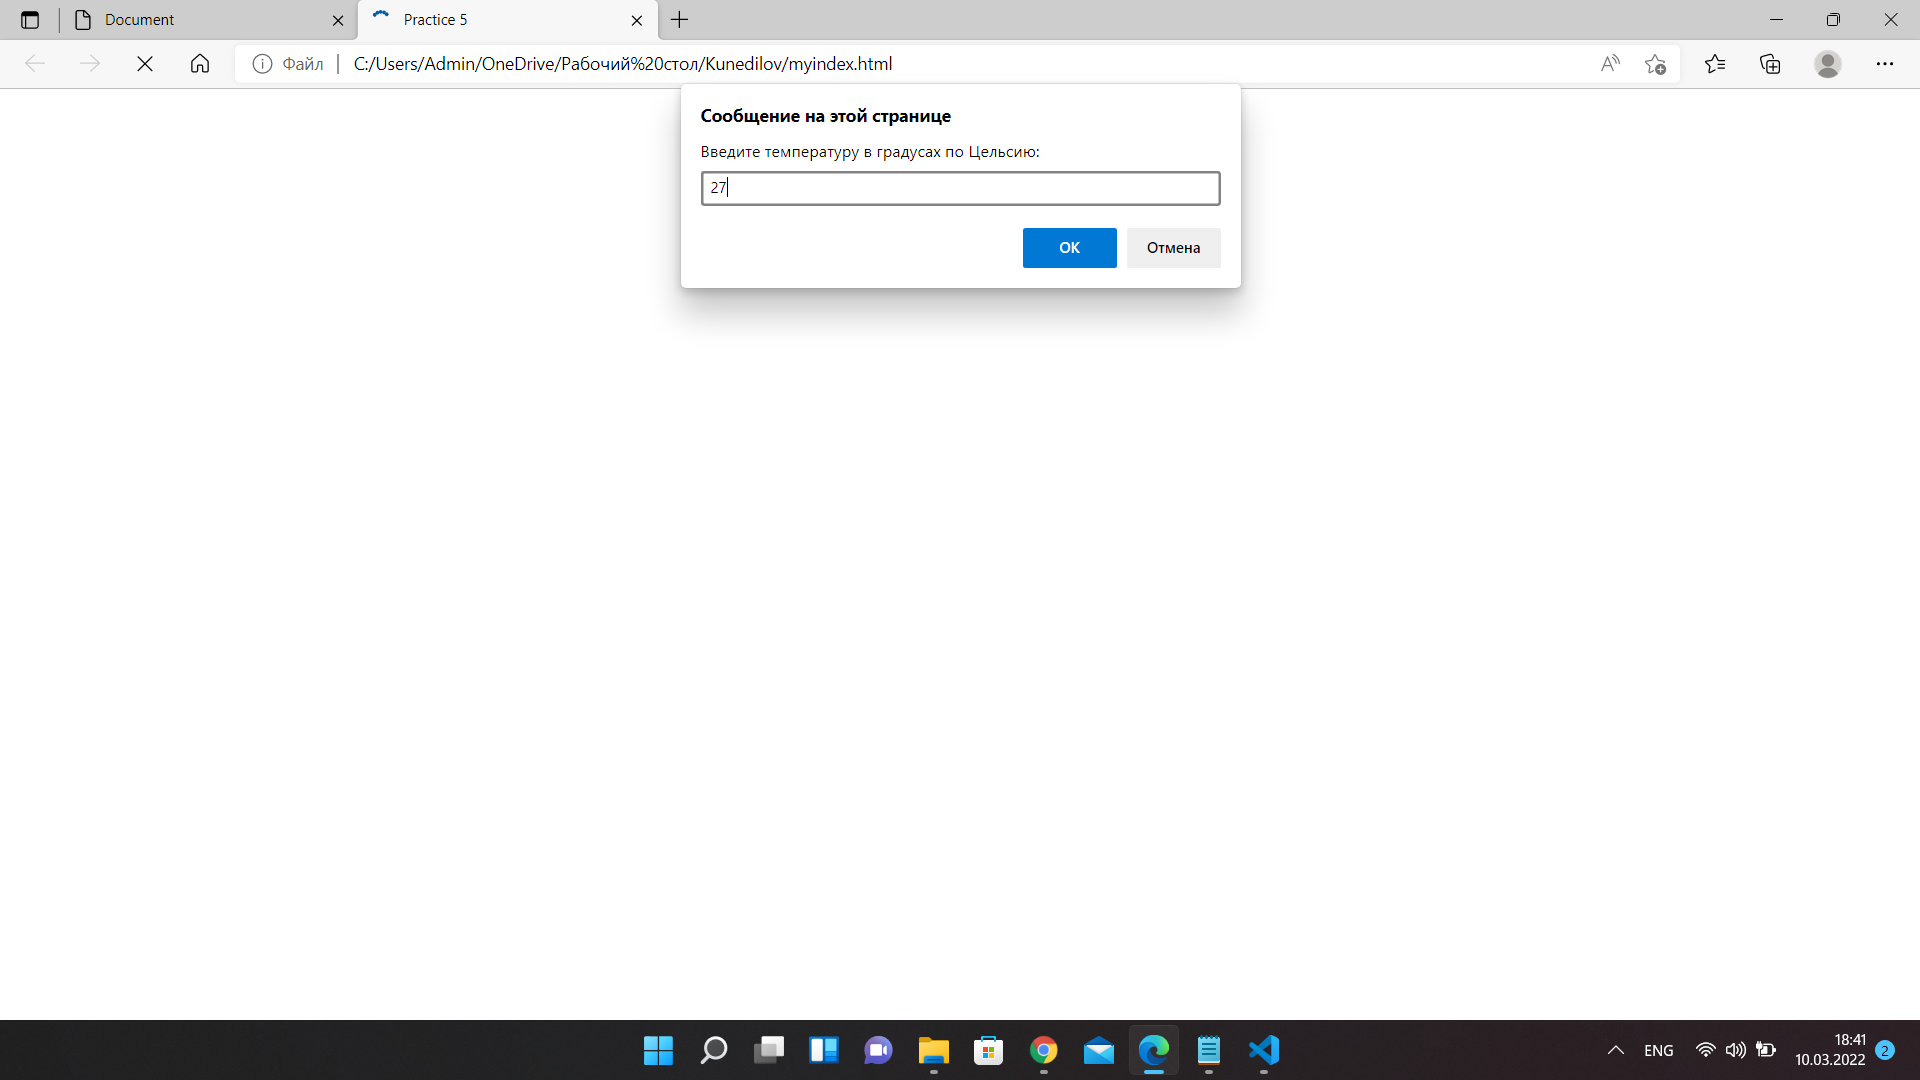 Document
Practice 5
Файл
C:/Users/Admin/OneDrive/Рабочий%20стол/Kunedilov/myindex.html
Сообщение на этой странице
Введите температуру в градусах по Цельсию:
27
ОК
Отмена
ENG
18:41
10.03.2022
2